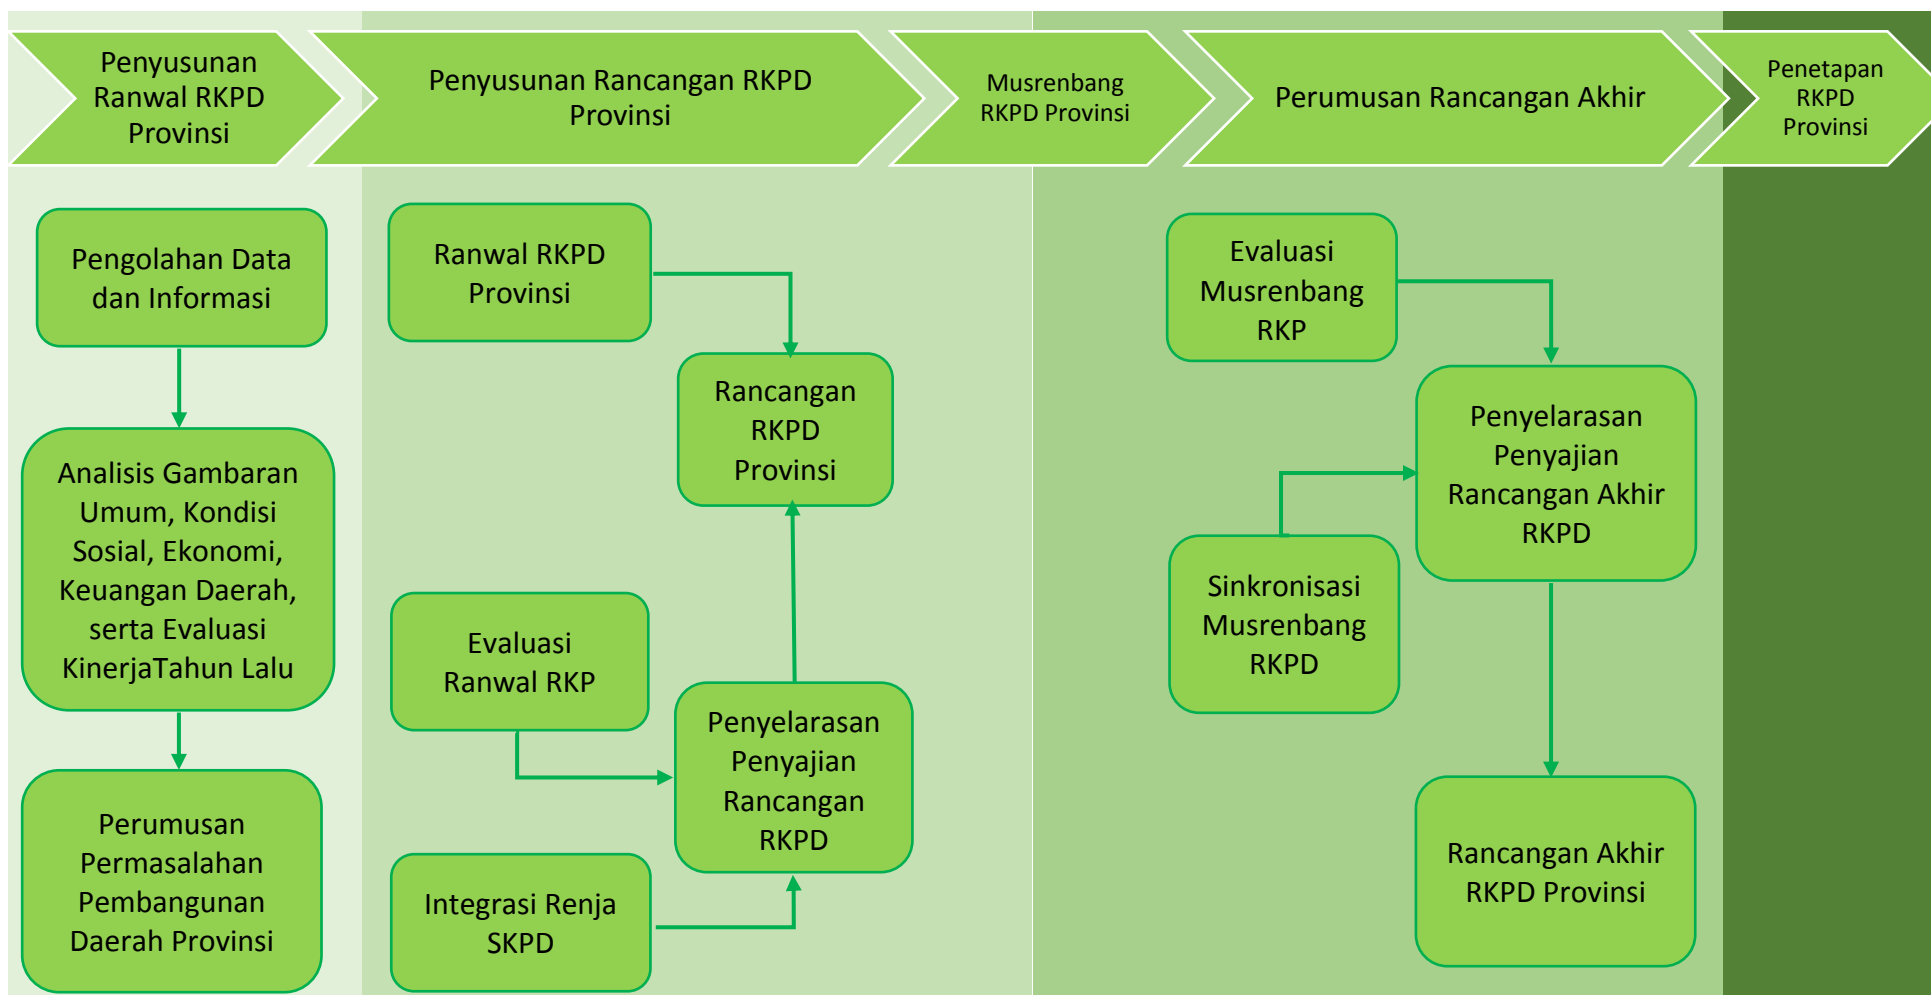 Penyusunan
Ranwal RKPD
Provinsi
Penyusunan Rancangan RKPD
Provinsi
Musrenbang
RKPD Provinsi
Perumusan Rancangan Akhir
Penetapan
RKPD
Provinsi
Pengolahan Data
dan Informasi
Analisis Gambaran
Umum, Kondisi
Sosial, Ekonomi,
Keuangan Daerah,
serta Evaluasi
KinerjaTahun Lalu
Perumusan
Permasalahan
Pembangunan
Daerah Provinsi
Ranwal RKPD
Provinsi
Rancangan
RKPD
Provinsi
Evaluasi
Ranwal RKP
Penyelarasan
Penyajian
Rancangan
RKPD
Integrasi Renja
SKPD
Evaluasi
Musrenbang
RKP
Penyelarasan
Penyajian
Rancangan Akhir
RKPD
Sinkronisasi
Musrenbang
RKPD
Rancangan Akhir
RKPD Provinsi